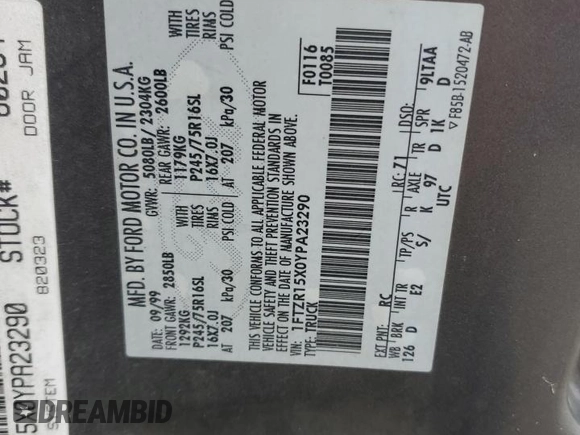 5X0YPA23290 STOCK#
820323 DOOR JAM
MFD. BY FORD MOTOR CO. IN U.S.A.
DATE: 09/99 GVWR: 5080LB/ 2304KG
FRONT GAWR: 2850LB REAR GAWR: 2600LB
1292KG WITH 1179KG WITH
P245/75R16SL TIRES P245/75R16SL TIRES
16X7.0J RIMS 16X7.0J RIMS
AT 207 kPa/30 PSI COLD AT 207 kPa/30 PSI COLD
THIS VEHICLE CONFORMS TO ALL APPLICABLE FEDERAL MOTOR
VEHICLE SAFETY AND THEFT PREVENTION STANDARDS IN
EFFECT ON THE DATE OF MANUFACTURE SHOWN ABOVE.
VIN: 1FTZR15X0YPA23290 F0116
TYPE: TRUCK T0085
EXT PNT: RC RC: 71 DSO:
WB BRK INT TR TP/PS R AXLE TR SPR
126 D E2 S/ K 97 D 1K D 9LTAA
UTC
F85B-1520472-AB
DREAMBID